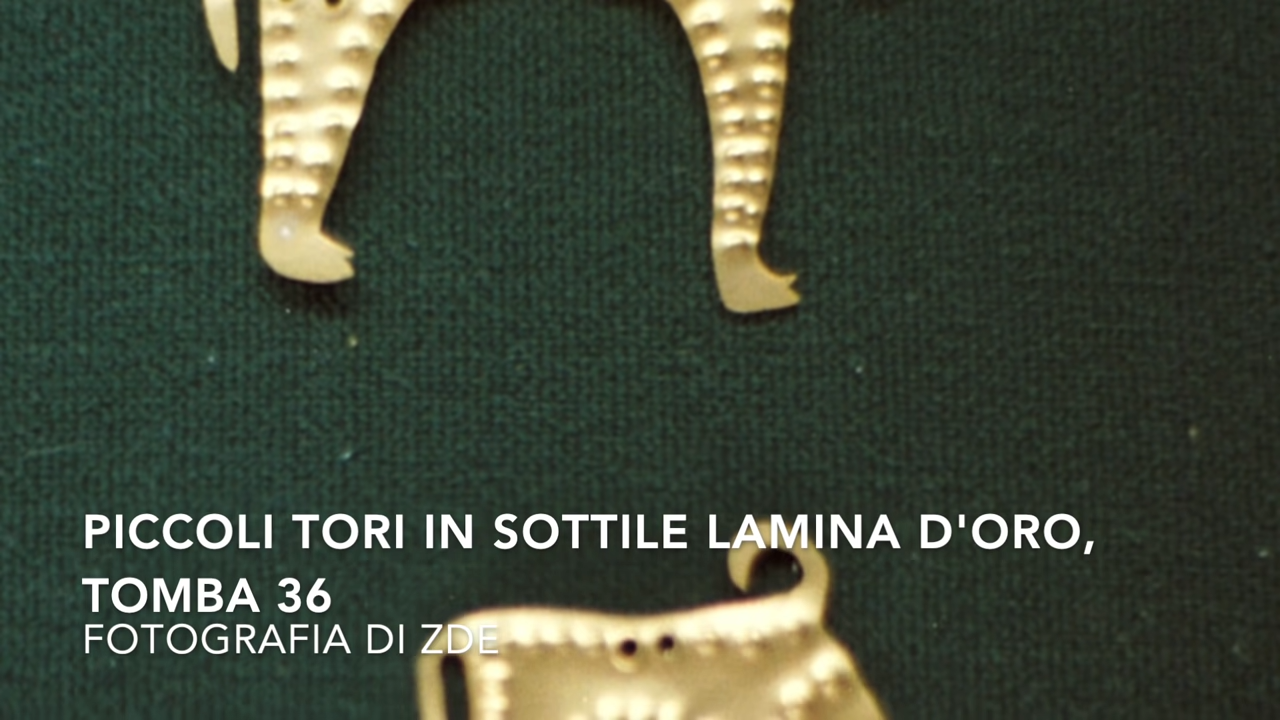 PICCOLI TORI IN SOTTILE LAMINA D'ORO,
TOMBA 36
FOTOGRAFIA DI ZDE